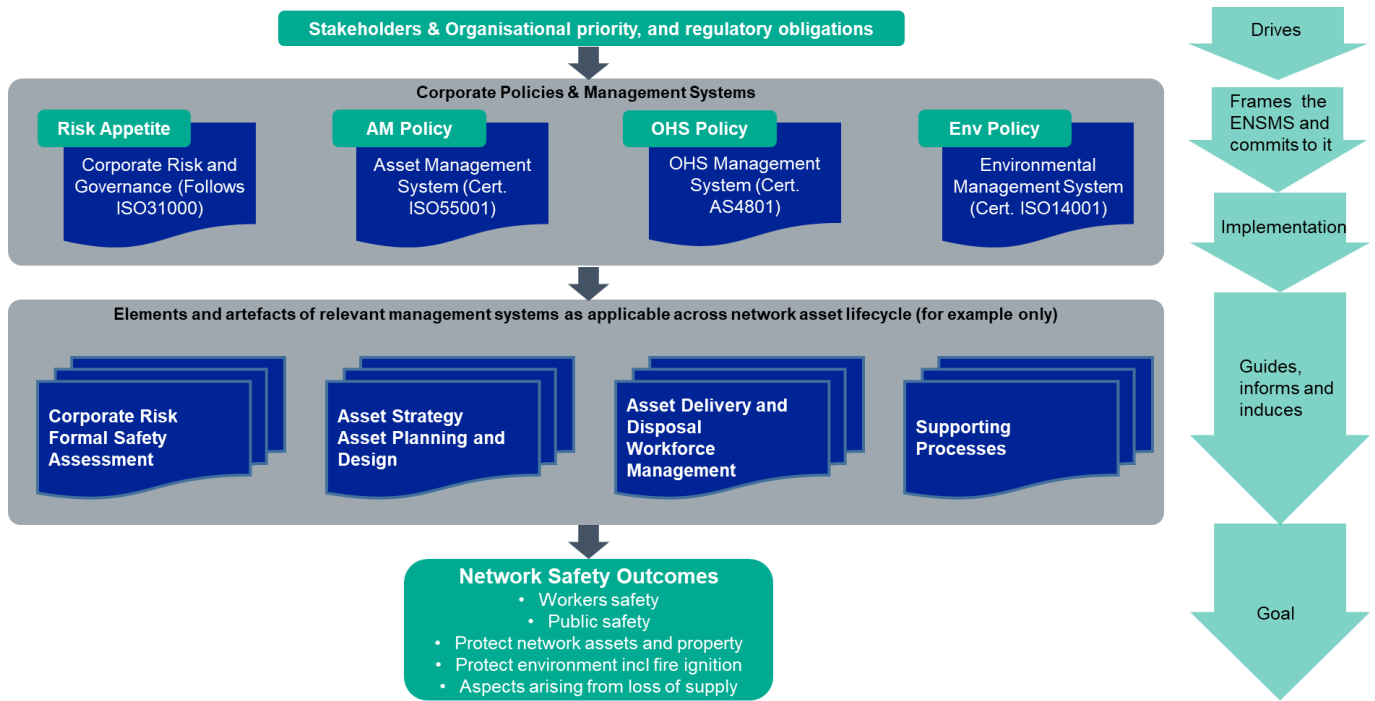 Stakeholders & Organisational priority, and regulatory obligations
Drives
Corporate Policies & Management Systems
Risk Appetite
Corporate Risk and
Governance (Follows
ISO31000)
AM Policy
Asset Management
System (Cert.
ISO55001)
OHS Policy
OHS Management
System (Cert.
AS4801)
Env Policy
Environmental
Management System
(Cert. ISO14001)
Frames the
ENSMS and
commits to it
Implementation
Elements and artefacts of relevant management systems as applicable across network asset lifecycle (for example only)
Corporate Risk
Formal Safety
Assessment
Asset Strategy
Asset Planning and
Design
Asset Delivery and
Disposal
Workforce
Management
Supporting
Processes
Guides,
informs and
induces
Network Safety Outcomes
• Workers safety
• Public safety
• Protect network assets and property
• Protect environment incl fire ignition
• Aspects arising from loss of supply
Goal